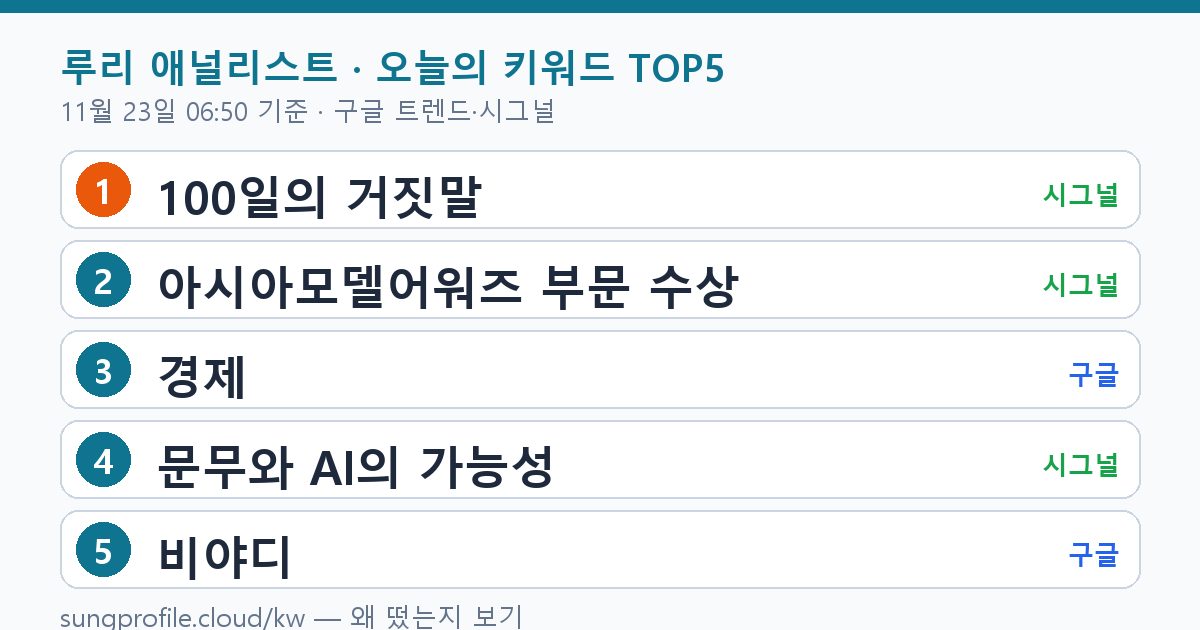 루리 애널리스트 · 오늘의 키워드 TOP5
11월 23일 06:50 기준 · 구글 트렌드·시그널
1 100일의 거짓말 시그널
2 아시아모델어워즈 부문 수상 시그널
3 경제 구글
4 문무와 AI의 가능성 시그널
5 비야디 구글
sungprofile.cloud/kw — 왜 떴는지 보기